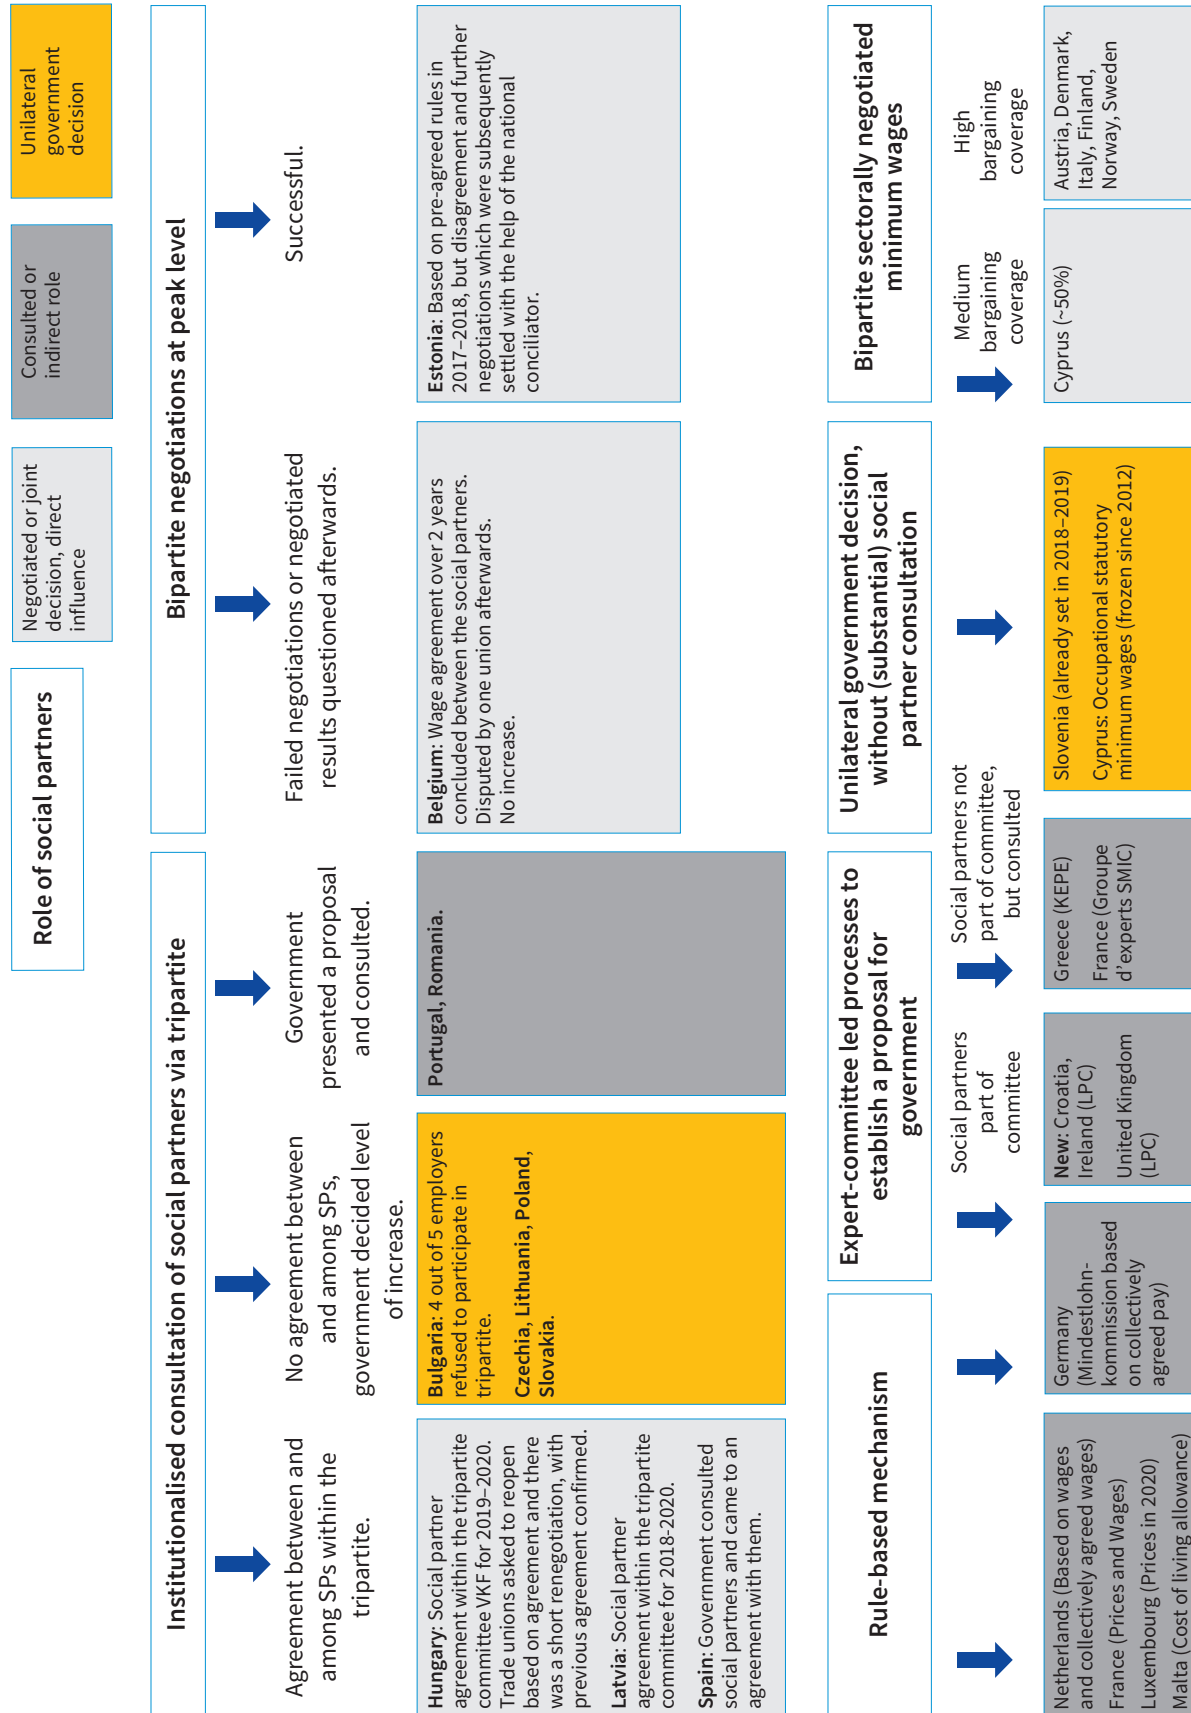 Role of social partners
Negotiated or joint
decision, direct
influence
Consulted or
indirect role
Unilateral
government
decision
Institutionalised consultation of social partners via tripartite
Agreement between and
among SPs within the
tripartite.
No agreement between
and among SPs,
government decided level
of increase.
Government
presented a proposal
and consulted.
Hungary: Social partner
agreement within the tripartite
committee VKF for 2019–2020.
Trade unions asked to reopen
based on agreement and there
was a short renegotiation, with
previous agreement confirmed.
Latvia: Social partner
agreement within the tripartite
committee for 2018-2020.
Spain: Government consulted
social partners and came to an
agreement with them.
Bulgaria: 4 out of 5 employers
refused to participate in
tripartite.
Czechia, Lithuania, Poland,
Slovakia.
Portugal, Romania.
Bipartite negotiations at peak level
Failed negotiations or negotiated
results questioned afterwards.
Successful.
Belgium: Wage agreement over 2 years
concluded between the social partners.
Disputed by one union afterwards.
No increase.
Estonia: Based on pre-agreed rules in
2017–2018, but disagreement and further
negotiations which were subsequently
settled with the help of the national
conciliator.
Rule-based mechanism
Netherlands (Based on wages
and collectively agreed wages)
France (Prices and Wages)
Luxembourg (Prices in 2020)
Malta (Cost of living allowance)
Germany
(Mindestlohn-
kommission based
on collectively
agreed pay)
Expert-committee led processes to
establish a proposal for
government
Social partners
part of
committee
Social partners not
part of committee,
but consulted
New: Croatia,
Ireland (LPC)
United Kingdom
(LPC)
Greece (KEPE)
France (Groupe
d’experts SMIC)
Unilateral government decision,
without (substantial) social
partner consultation
Slovenia (already set in 2018–2019)
Cyprus: Occupational statutory
minimum wages (frozen since 2012)
Bipartite sectorally negotiated
minimum wages
Medium
bargaining
coverage
High
bargaining
coverage
Cyprus (~50%)
Austria, Denmark,
Italy, Finland,
Norway, Sweden